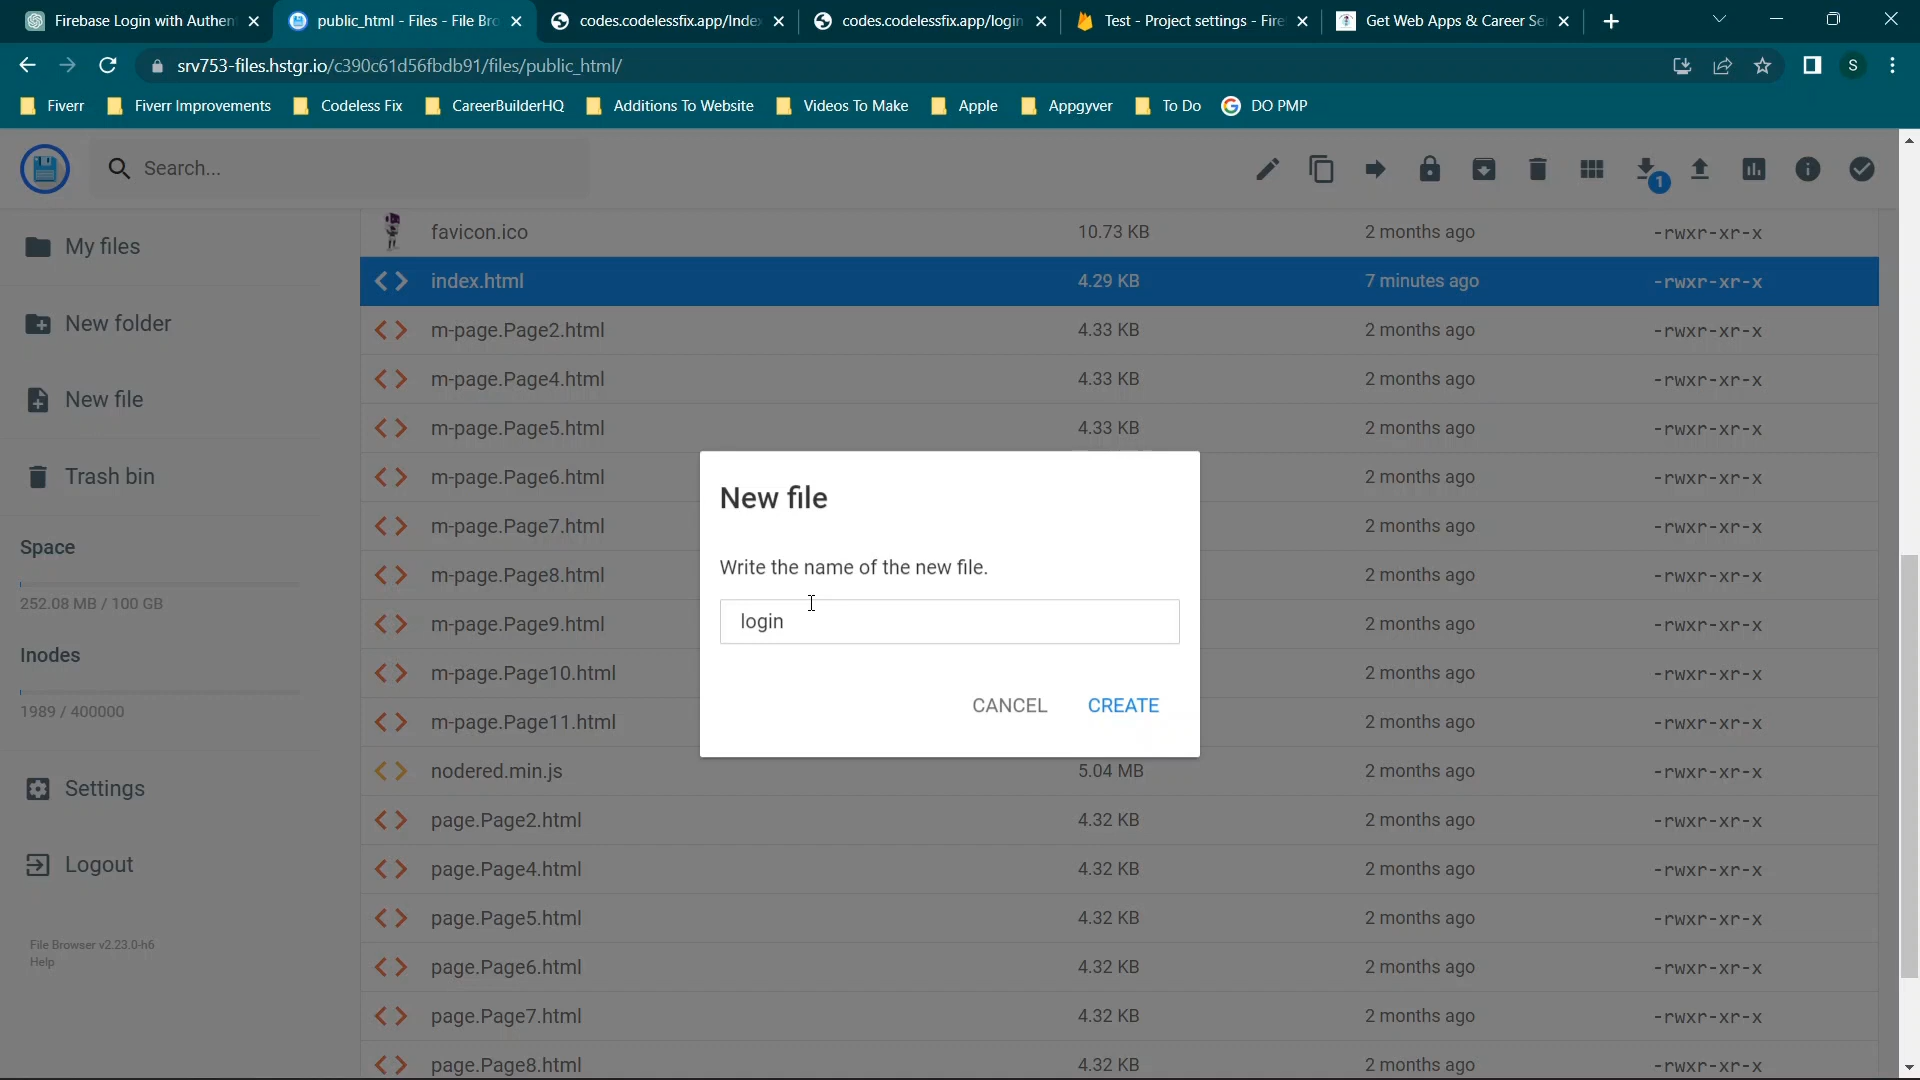 Firebase Login with Authen
public_html - Files - File Bro
codes.codelessfix.app/Index
codes.codelessfix.app/login
Test - Project settings - Fire
Get Web Apps & Career Se
srv753-files.hstgr.io/c390c61d56fbdb91/files/public_html/
S
Fiverr
Fiverr Improvements
Codeless Fix
CareerBuilderHQ
Additions To Website
Videos To Make
Apple
Appgyver
To Do
DO PMP
Search...
1
My files
New folder
New file
Trash bin
Space
252.08 MB / 100 GB
Inodes
1989 / 400000
Settings
Logout
File Browser v2.23.0-h6
Help
favicon.ico 10.73 KB 2 months ago -rwxr-xr-x
index.html 4.29 KB 7 minutes ago -rwxr-xr-x
m-page.Page2.html 4.33 KB 2 months ago -rwxr-xr-x
m-page.Page4.html 4.33 KB 2 months ago -rwxr-xr-x
m-page.Page5.html 4.33 KB 2 months ago -rwxr-xr-x
m-page.Page6.html 2 months ago -rwxr-xr-x
m-page.Page7.html 2 months ago -rwxr-xr-x
m-page.Page8.html 2 months ago -rwxr-xr-x
m-page.Page9.html 2 months ago -rwxr-xr-x
m-page.Page10.html 2 months ago -rwxr-xr-x
m-page.Page11.html 2 months ago -rwxr-xr-x
nodered.min.js 5.04 MB 2 months ago -rwxr-xr-x
page.Page2.html 4.32 KB 2 months ago -rwxr-xr-x
page.Page4.html 4.32 KB 2 months ago -rwxr-xr-x
page.Page5.html 4.32 KB 2 months ago -rwxr-xr-x
page.Page6.html 4.32 KB 2 months ago -rwxr-xr-x
page.Page7.html 4.32 KB 2 months ago -rwxr-xr-x
page.Page8.html 4.32 KB 2 months ago -rwxr-xr-x
New file
Write the name of the new file.
login
CANCEL
CREATE